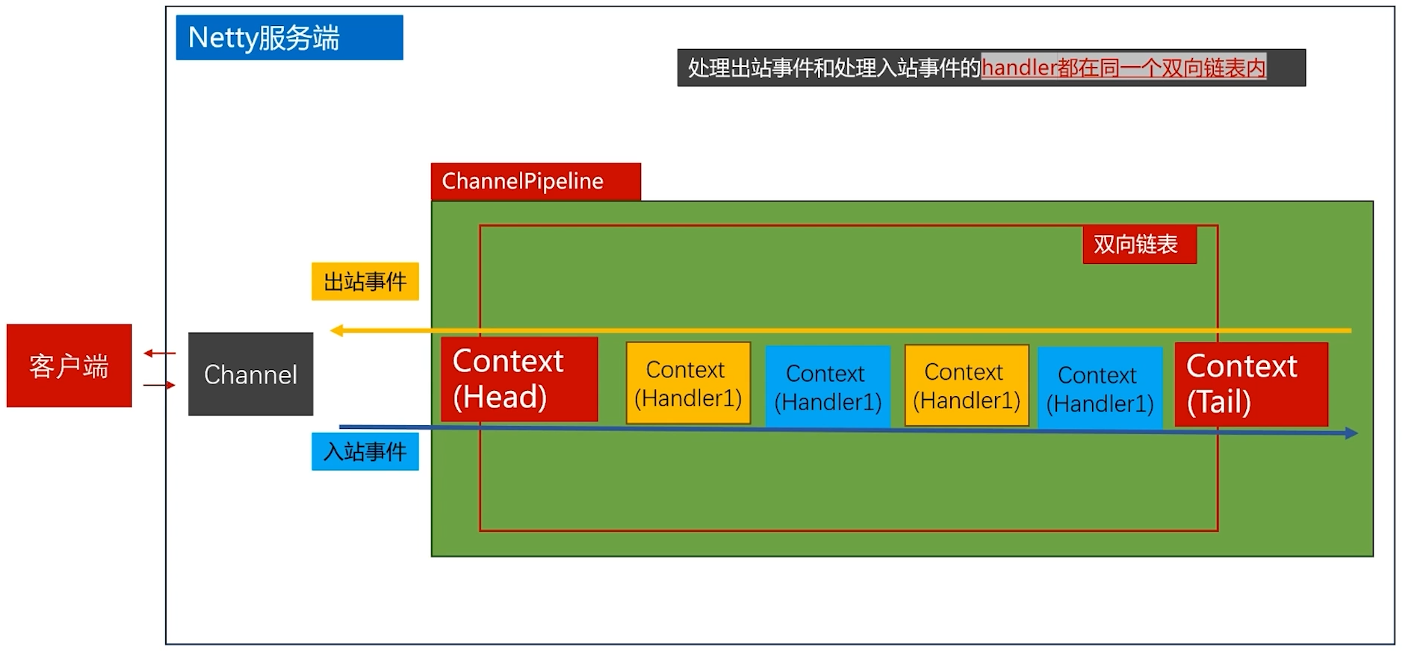 Netty服务端
处理出站事件和处理入站事件的handler都在同一个双向链表内
ChannelPipeline
双向链表
出站事件
客户端
Channel
Context
(Head)
Context
(Handler1)
Context
(Handler1)
Context
(Handler1)
Context
(Handler1)
Context
(Tail)
入站事件